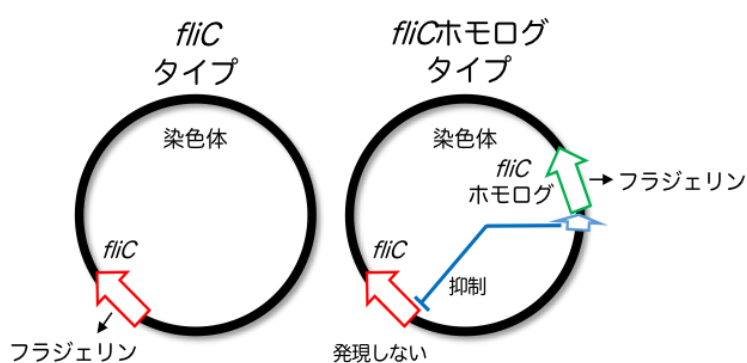 fliC
タイプ
染色体
fliC
フラジェリン
fliCホモログ
タイプ
染色体
fliC
ホモログ
フラジェリン
fliC
抑制
発現しない